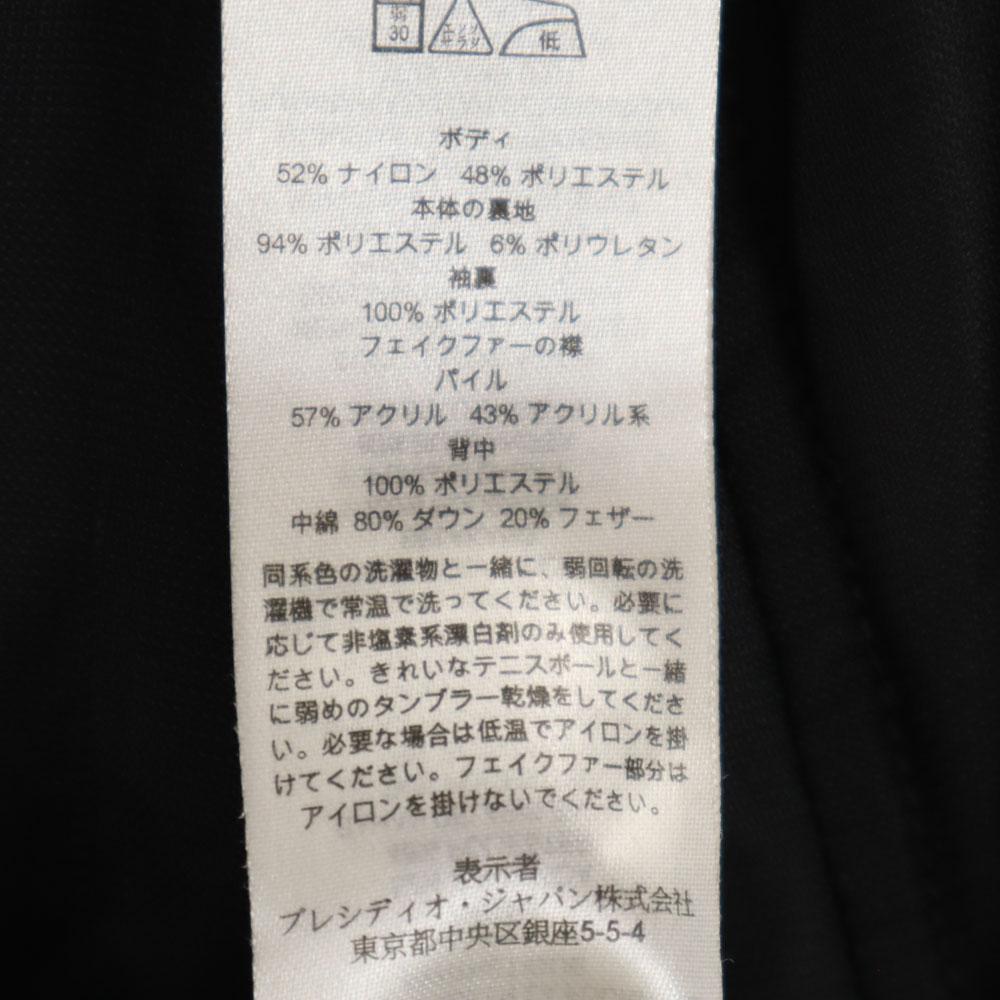 弱
30
エンソ
サラシ
低
ボディ
52% ナイロン 48% ポリエステル
本体の裏地
94% ポリエステル 6% ポリウレタン
袖裏
100% ポリエステル
フェイクファーの襟
パイル
57% アクリル 43% アクリル系
背中
100% ポリエステル
中綿 80% ダウン 20% フェザー
同系色の洗濯物と一緒に、弱回転の洗
濯機で常温で洗ってください。必要に
応じて非塩素系漂白剤のみ使用してく
ださい。きれいなテニスボールと一緒
に弱めのタンブラー乾燥をしてくださ
い。必要な場合は低温でアイロンを掛
けてください。フェイクファー部分は
アイロンを掛けないでください。
表示者
プレシディオ・ジャパン株式会社
東京都中央区銀座5-5-4